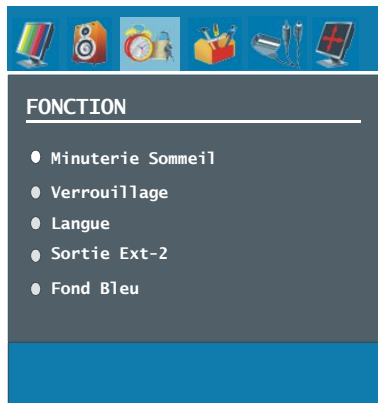 FONCTION
Minuterie Sommeil
Verrouillage
Langue
Sortie Ext-2
Fond Bleu